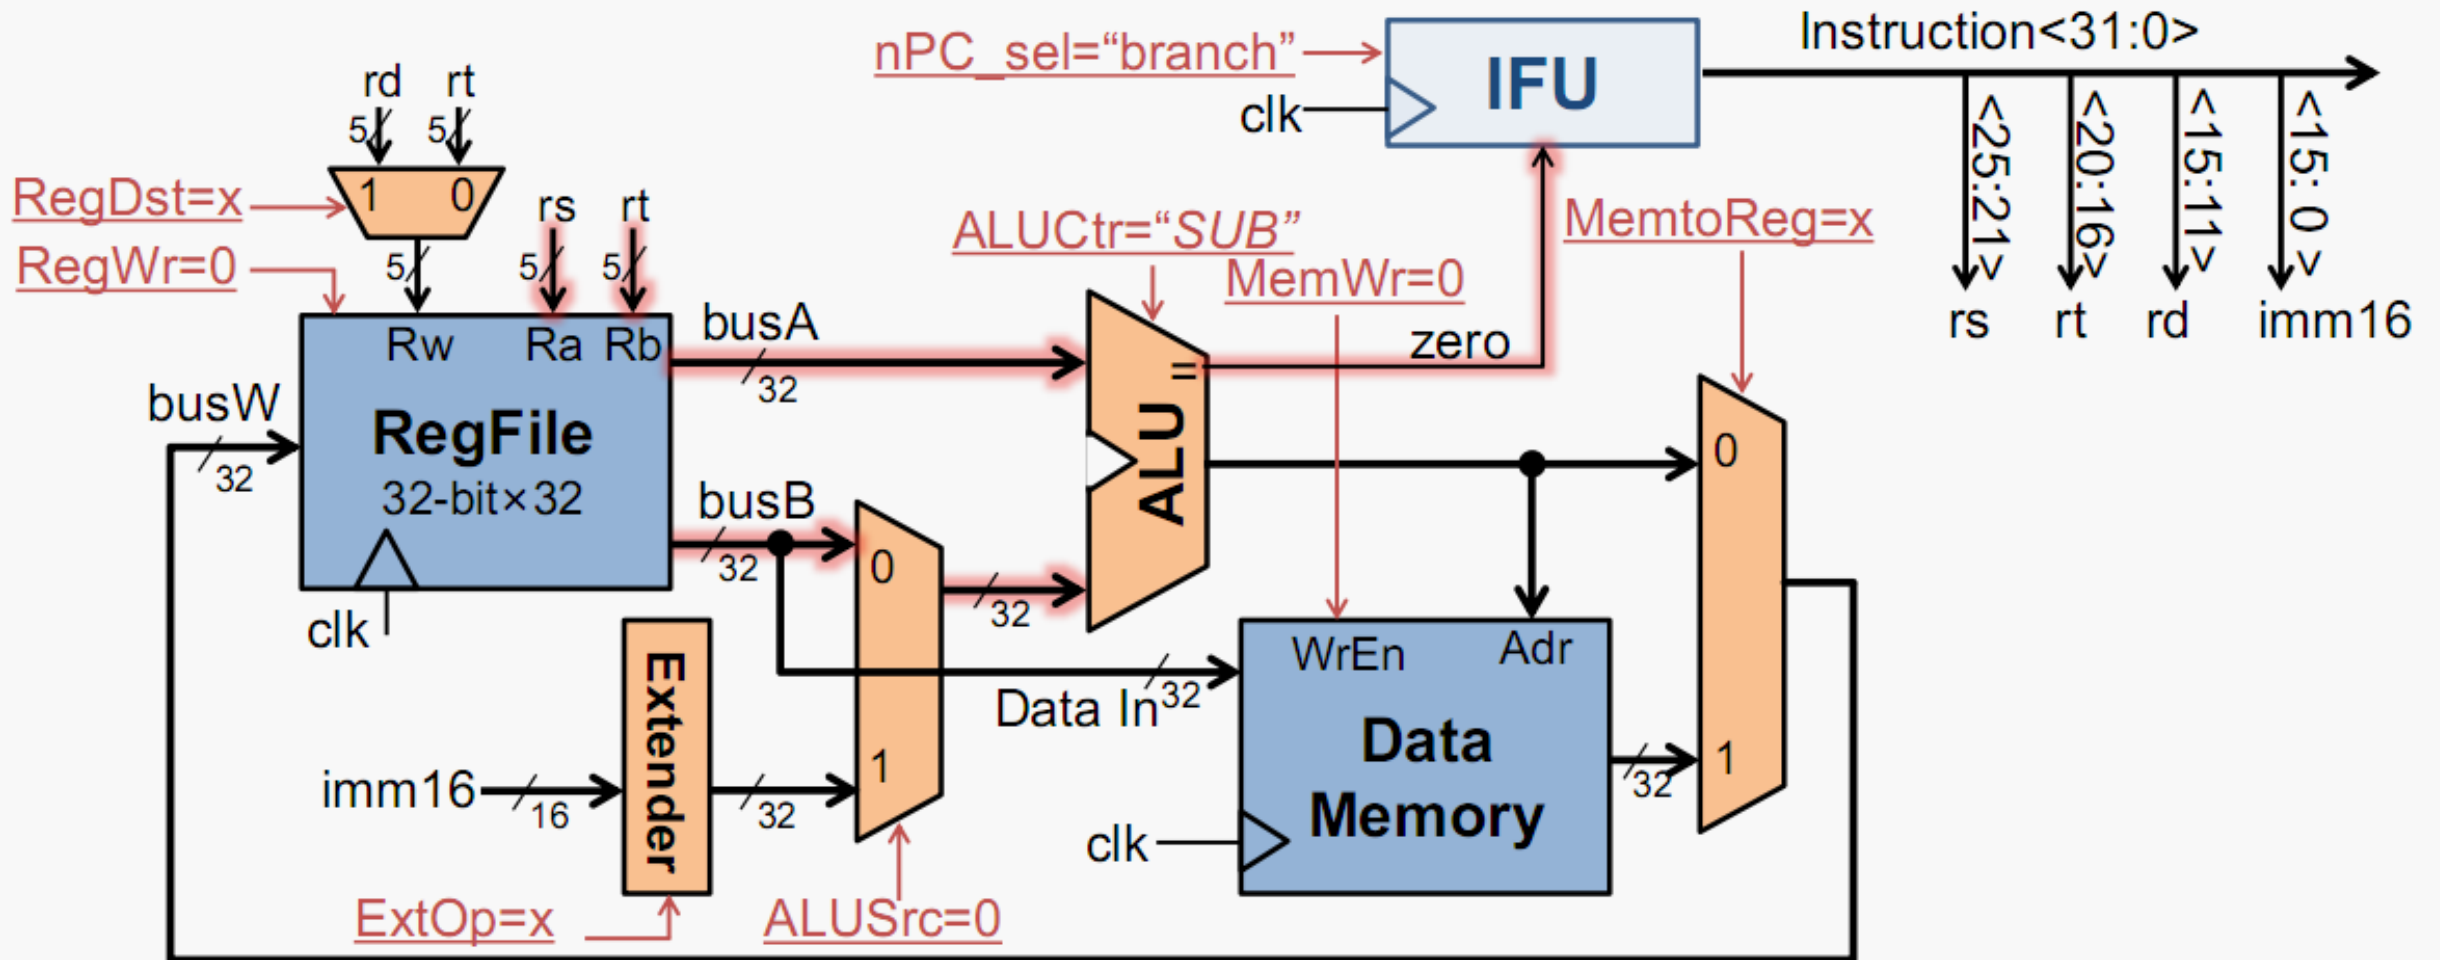 Instruction<31:0>
nPC_sel="branch"
IFU
clk
rd
rt
5
5
1
0
RegDst=x
rs
rt
<25:21>
<20:16>
<15:11>
<15: 0 >
rs
rt
rd
imm16
ALUCtr="SUB"
MemtoReg=x
RegWr=0
5
5
5
MemWr=0
Rw
Ra
Rb
busA
32
=
zero
busW
32
RegFile
32-bit×32
clk
busB
32
0
1
32
ALU
0
1
Extender
imm16
16
32
Data In
32
WrEn
Adr
Data
Memory
32
clk
ExtOp=x
ALUSrc=0